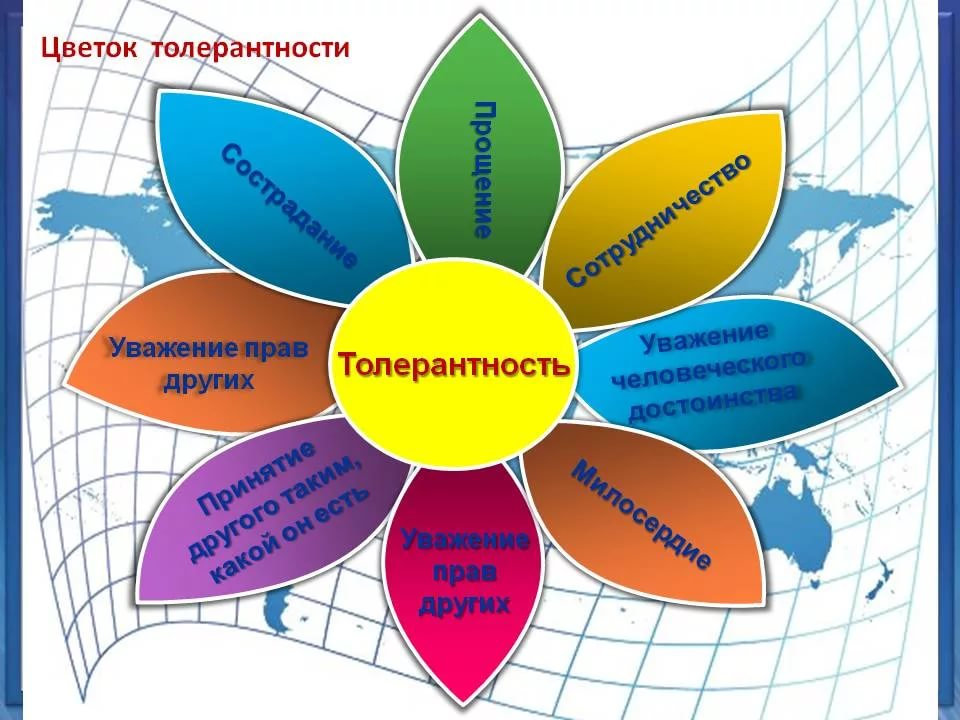 Цветок толерантности
Прощение
Сострадание
Сотрудничество
Уважение прав
других
Толерантность
Уважение
человеческого
достоинства
Принятие
другого таким,
какой он есть
Уважение
прав
других
Милосердие